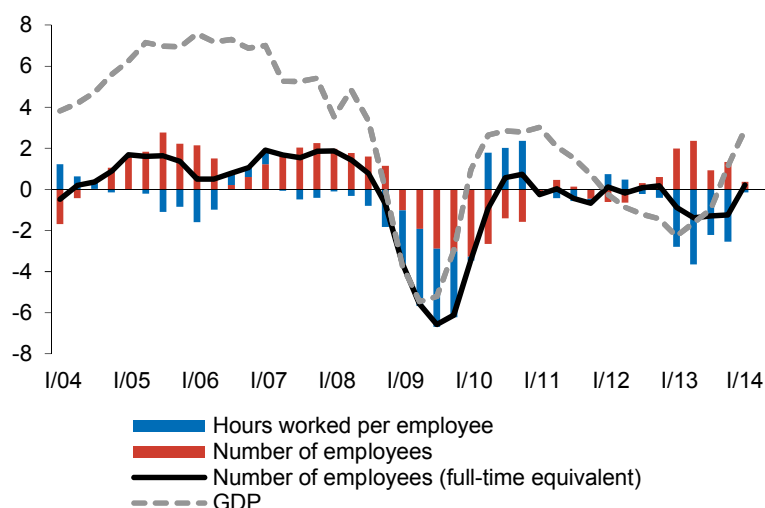 8
6
4
2
0
-2
-4
-6
-8
I/04 I/05 I/06 I/07 I/08 I/09 I/10 I/11 I/12 I/13 I/14
Hours worked per employee
Number of employees
Number of employees (full-time equivalent)
GDP